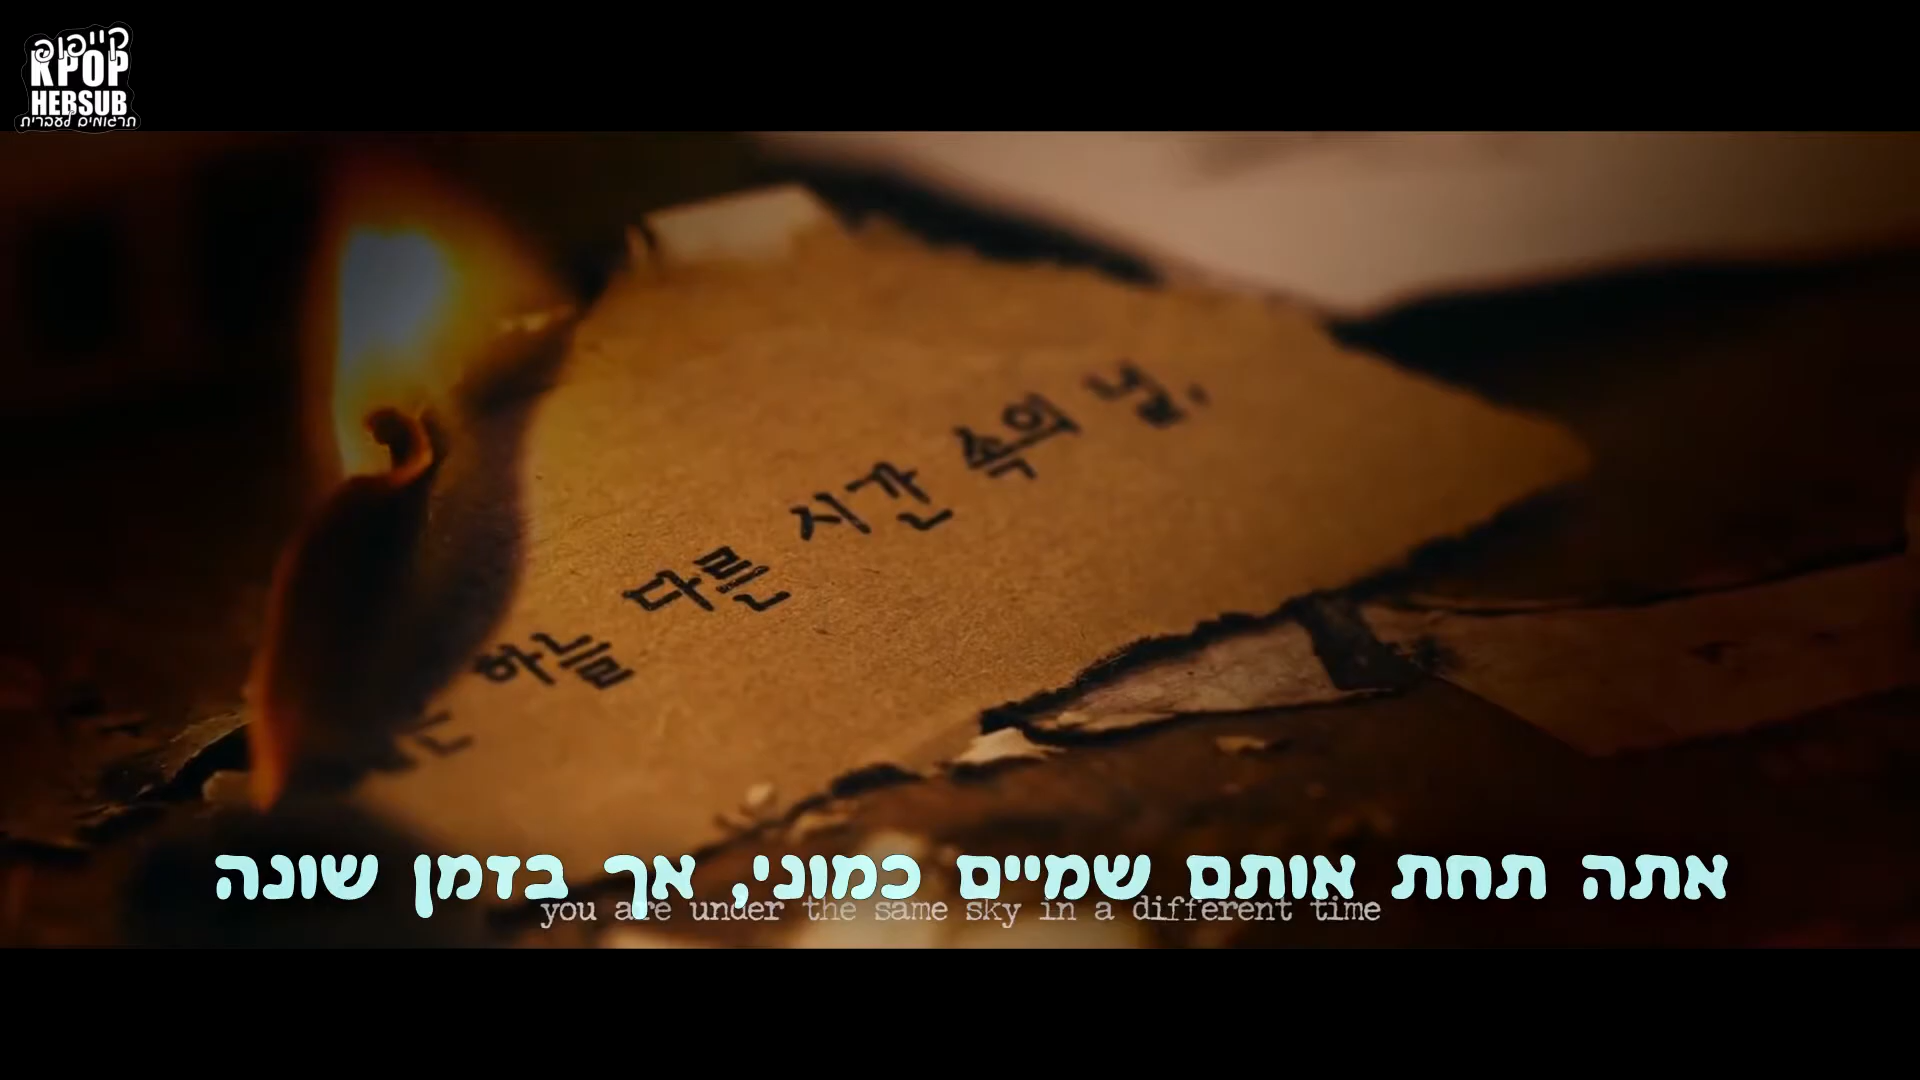 קייפופ
KPOP
HEBSUB
תרגומים לעברית
하늘 다른 시간 속의 널,
אתה תחת אותם שמיים כמוני, אך בזמן שונה
you are under the same sky in a different time